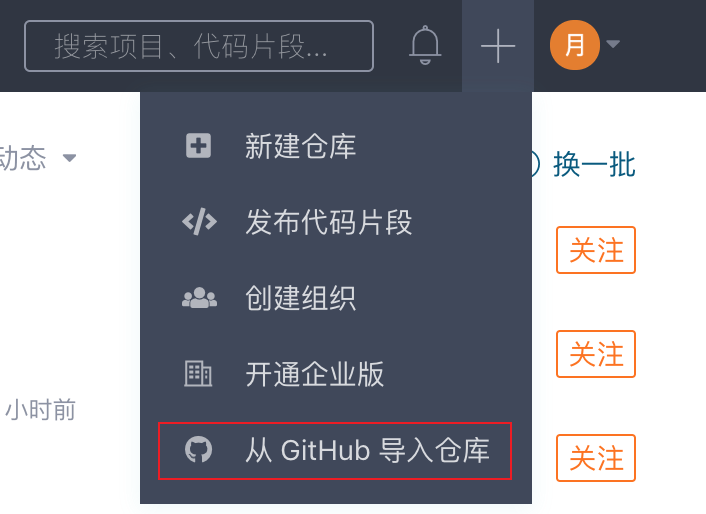 搜索项目、代码片段...
月
动态
新建仓库
换一批
发布代码片段
关注
创建组织
关注
开通企业版
小时前
从 GitHub 导入仓库
关注